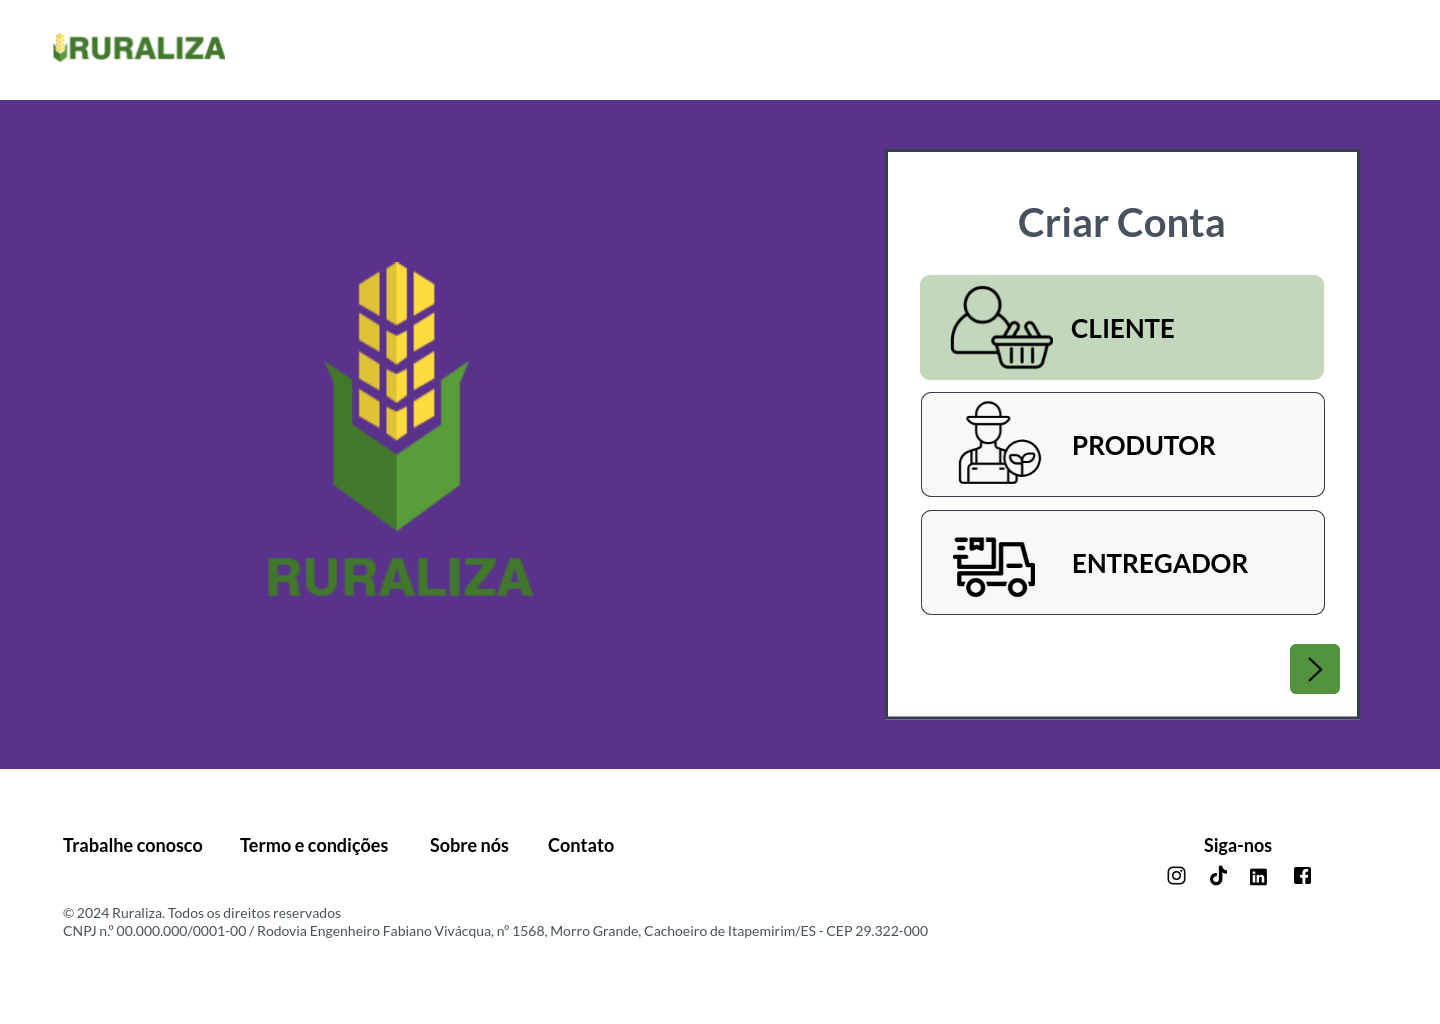 RURALIZA
Criar Conta
CLIENTE
PRODUTOR
ENTREGADOR
RURALIZA
Trabalhe conosco
Termo e condições
Sobre nós
Contato
Siga-nos
© 2024 Ruraliza. Todos os direitos reservados
CNPJ n.º 00.000.000/0001-00 / Rodovia Engenheiro Fabiano Vivácqua, nº 1568, Morro Grande, Cachoeiro de Itapemirim/ES - CEP 29.322-000